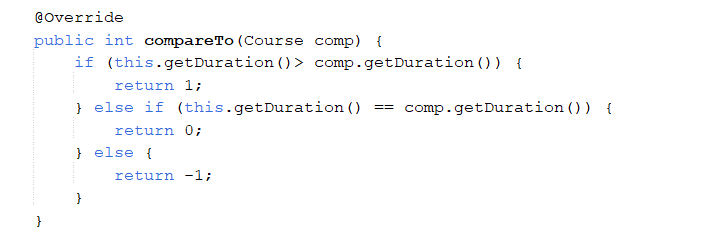 @Override
public int compareTo(Course comp) {
    if (this.getDuration()> comp.getDuration()) {
        return 1;
    } else if (this.getDuration() == comp.getDuration()) {
        return 0;
    } else {
        return -1;
    }
}